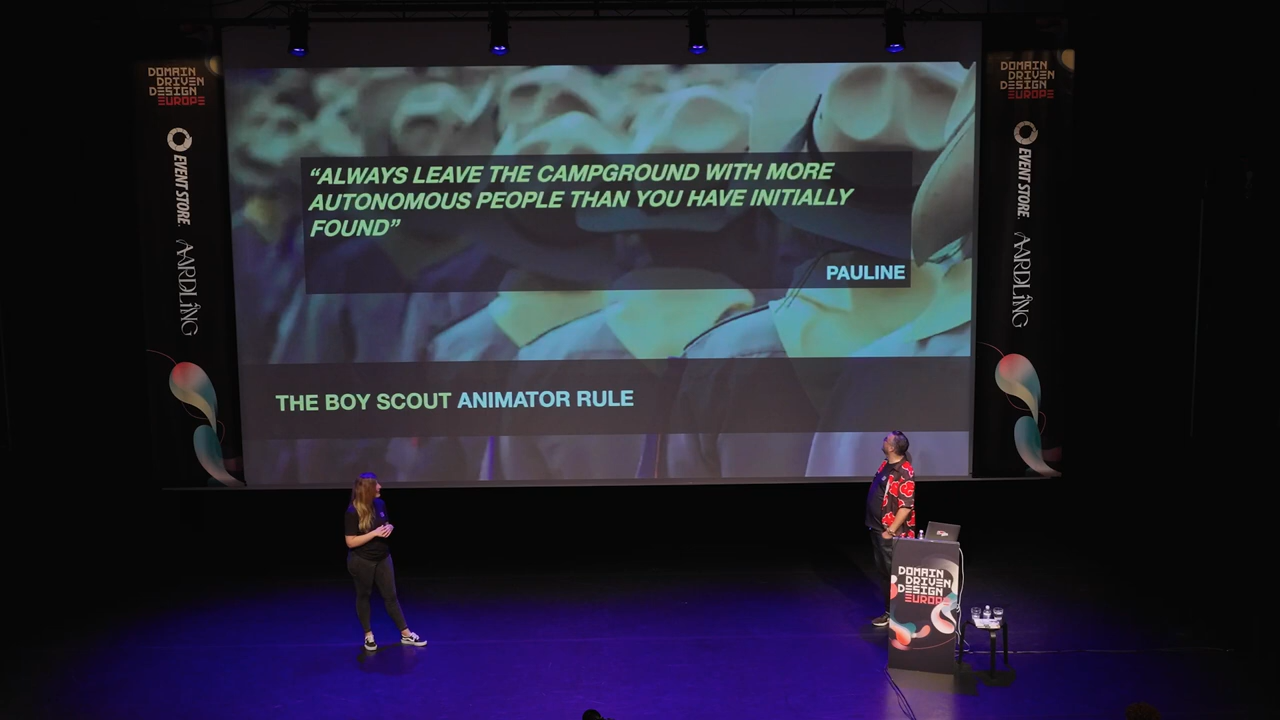 DOMAIN
DRIVEN
DESIGN
EUROPE
EVENT STORE
AARDLING
“ALWAYS LEAVE THE CAMPGROUND WITH MORE
AUTONOMOUS PEOPLE THAN YOU HAVE INITIALLY
FOUND”
PAULINE
THE BOY SCOUT ANIMATOR RULE
DOMAIN
DRIVEN
DESIGN
EUROPE
EVENT STORE
AARDLING
DOMAIN
DRIVEN
DESIGN
EUROPE